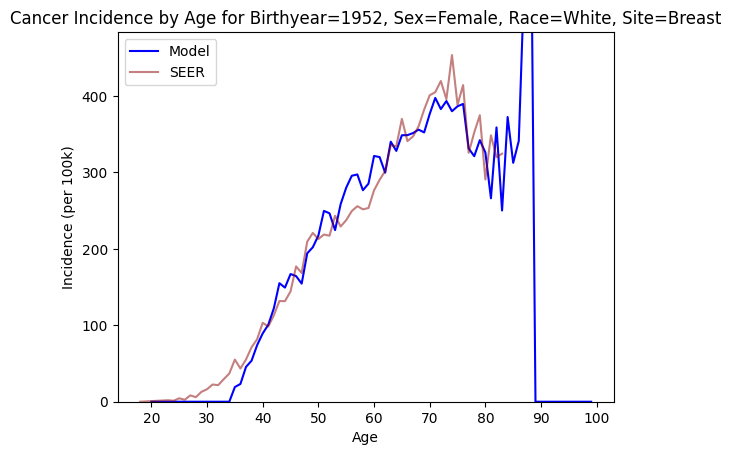 Cancer Incidence by Age for Birthyear=1952, Sex=Female, Race=White, Site=Breast
Model
SEER
400
300
200
100
0
Incidence (per 100k)
20 30 40 50 60 70 80 90 100
Age